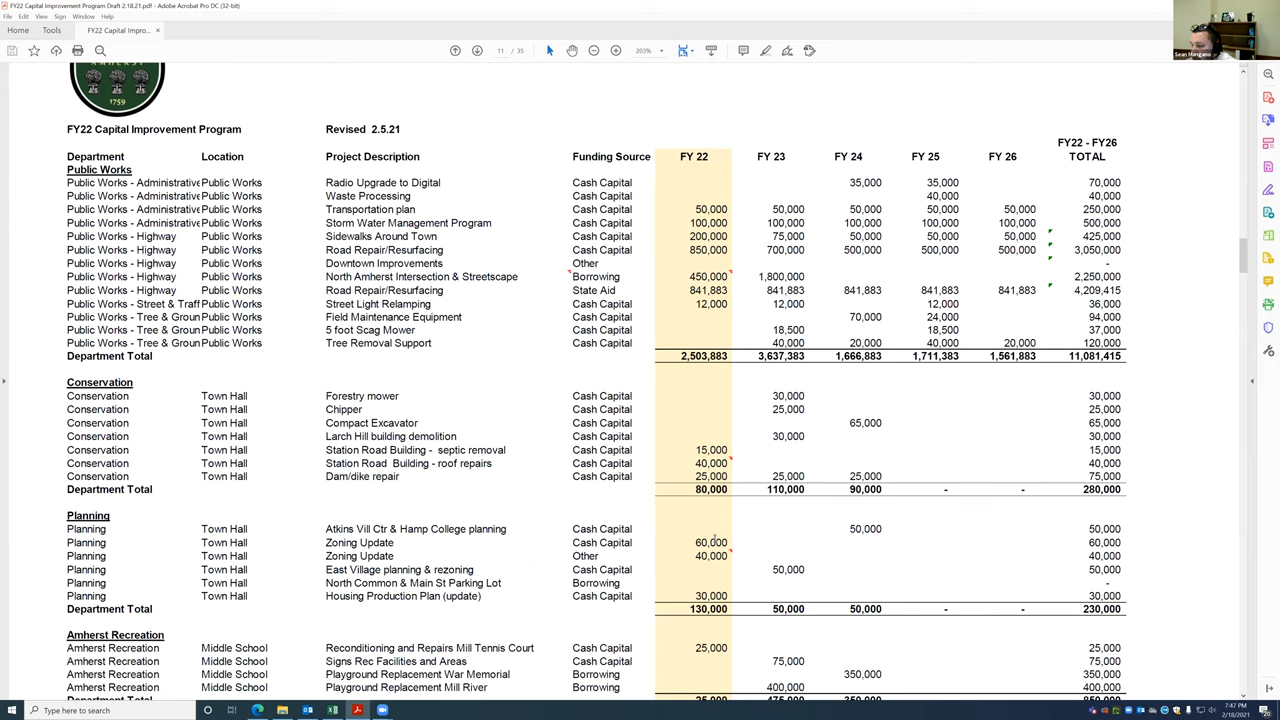 FY22 Capital Improvement Program Draft 2.18.21.pdf - Adobe Acrobat Pro DC (32-bit)
File Edit View Sign Window Help
Home Tools FY22 Capital Impro... ×
11 / 35 203%
Sean Mangano
1759
FY22 Capital Improvement Program Revised 2.5.21
FY22 - FY26
Department Location Project Description Funding Source FY 22 FY 23 FY 24 FY 25 FY 26 TOTAL
Public Works
Public Works - Administrative Public Works Radio Upgrade to Digital Cash Capital 35,000 35,000 70,000
Public Works - Administrative Public Works Waste Processing Cash Capital 40,000 40,000
Public Works - Administrative Public Works Transportation plan Cash Capital 50,000 50,000 50,000 50,000 50,000 250,000
Public Works - Administrative Public Works Storm Water Management Program Cash Capital 100,000 100,000 100,000 100,000 100,000 500,000
Public Works - Highway Public Works Sidewalks Around Town Cash Capital 200,000 75,000 50,000 50,000 50,000 425,000
Public Works - Highway Public Works Road Repair/Resurfacing Cash Capital 850,000 700,000 500,000 500,000 500,000 3,050,000
Public Works - Highway Public Works Downtown Improvements Other -
Public Works - Highway Public Works North Amherst Intersection & Streetscape Borrowing 450,000 1,800,000 2,250,000
Public Works - Highway Public Works Road Repair/Resurfacing State Aid 841,883 841,883 841,883 841,883 841,883 4,209,415
Public Works - Street & Traff Public Works Street Light Relamping Cash Capital 12,000 12,000 12,000 36,000
Public Works - Tree & Groun Public Works Field Maintenance Equipment Cash Capital 70,000 24,000 94,000
Public Works - Tree & Groun Public Works 5 foot Scag Mower Cash Capital 18,500 18,500 37,000
Public Works - Tree & Groun Public Works Tree Removal Support Cash Capital 40,000 20,000 40,000 20,000 120,000
Department Total 2,503,883 3,637,383 1,666,883 1,711,383 1,561,883 11,081,415
Conservation
Conservation Town Hall Forestry mower Cash Capital 30,000 30,000
Conservation Town Hall Chipper Cash Capital 25,000 25,000
Conservation Town Hall Compact Excavator Cash Capital 65,000 65,000
Conservation Town Hall Larch Hill building demolition Cash Capital 30,000 30,000
Conservation Town Hall Station Road Building - septic removal Cash Capital 15,000 15,000
Conservation Town Hall Station Road Building - roof repairs Cash Capital 40,000 40,000
Conservation Town Hall Dam/dike repair Cash Capital 25,000 25,000 25,000 75,000
Department Total 80,000 110,000 90,000 - - 280,000
Planning
Planning Town Hall Atkins Vill Ctr & Hamp College planning Cash Capital 50,000 50,000
Planning Town Hall Zoning Update Cash Capital 60,000 60,000
Planning Town Hall Zoning Update Other 40,000 40,000
Planning Town Hall East Village planning & rezoning Cash Capital 50,000 50,000
Planning Town Hall North Common & Main St Parking Lot Borrowing -
Planning Town Hall Housing Production Plan (update) Cash Capital 30,000 30,000
Department Total 130,000 50,000 50,000 - - 230,000
Amherst Recreation
Amherst Recreation Middle School Reconditioning and Repairs Mill Tennis Court Cash Capital 25,000 25,000
Amherst Recreation Middle School Signs Rec Facilities and Areas Cash Capital 75,000 75,000
Amherst Recreation Middle School Playground Replacement War Memorial Borrowing 350,000 350,000
Amherst Recreation Middle School Playground Replacement Mill River Borrowing 400,000 400,000
Type here to search
7:47 PM
2/18/2021